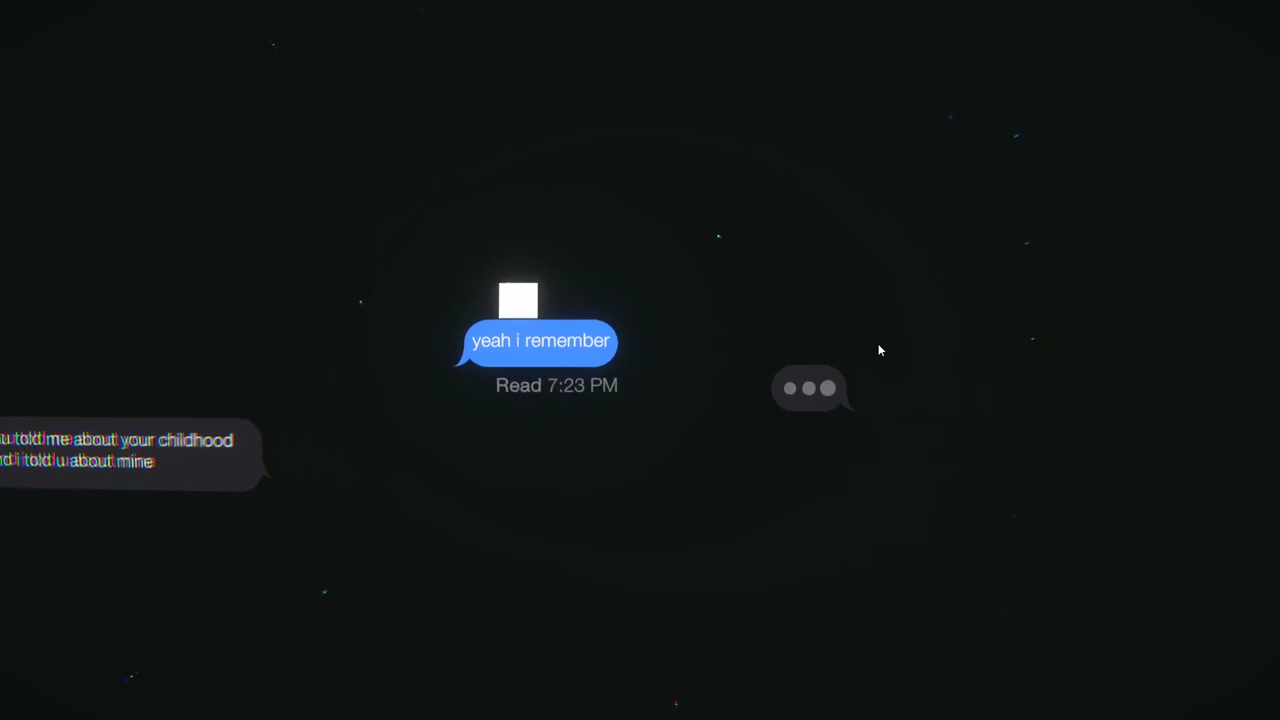 yeah i remember
Read 7:23 PM
u told me about your childhood
i told u about mine